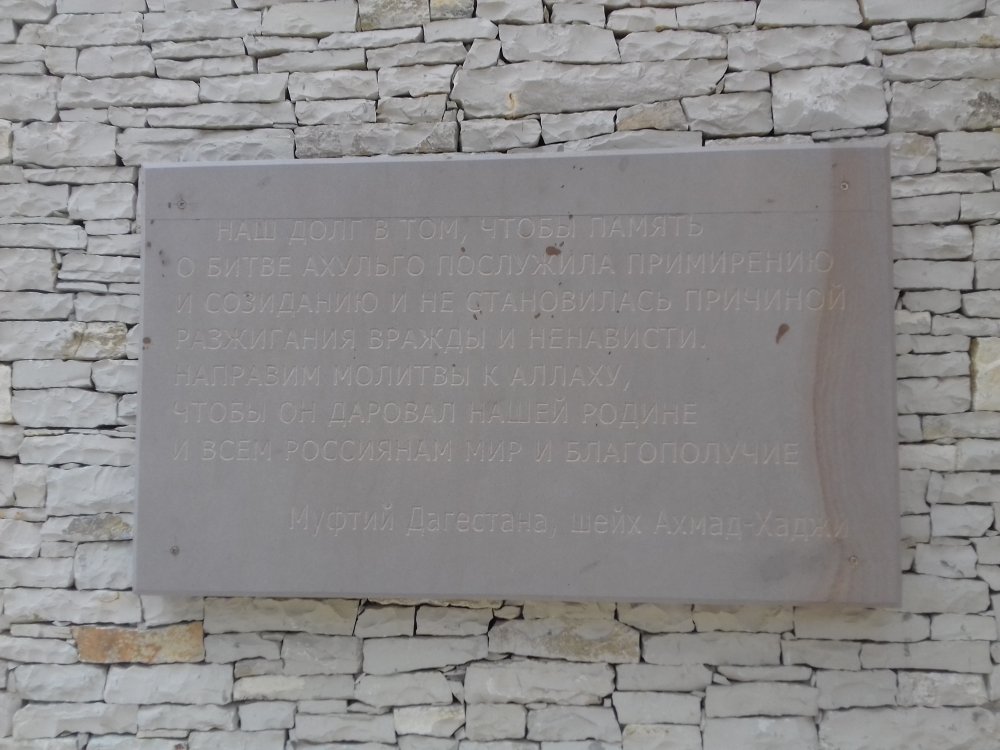 НАШ ДОЛГ В ТОМ, ЧТОБЫ ПАМЯТЬ
О БИТВЕ АХУЛЬГО ПОСЛУЖИЛА ПРИМИРЕНИЮ
И СОЗИДАНИЮ И НЕ СТАНОВИЛАСЬ ПРИЧИНОЙ
РАЗЖИГАНИЯ ВРАЖДЫ И НЕНАВИСТИ.
НАПРАВИМ МОЛИТВЫ К АЛЛАХУ,
ЧТОБЫ ОН ДАРОВАЛ НАШЕЙ РОДИНЕ
И ВСЕМ РОССИЯНАМ МИР И БЛАГОПОЛУЧИЕ
Муфтий Дагестана, шейх Ахмад-Хаджи